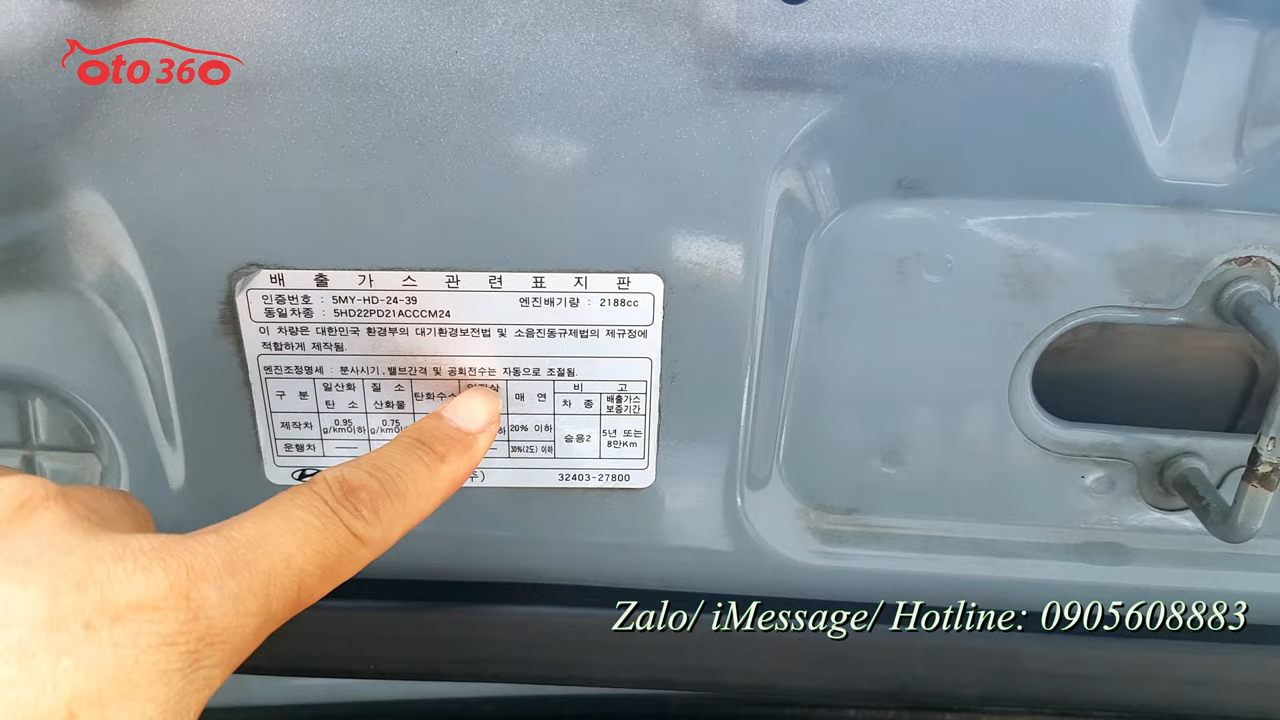 oto 360
배 출 가 스 관 련 표 지 판
인증번호 : 5MY-HD-24-39 엔진배기량 : 2188cc
동일차종 : 5HD22PD21ACCCM24
이 차량은 대한민국 환경부의 대기환경보전법 및 소음진동규제법의 제규정에
적합하게 제작됨.
엔진조정명세 : 분사시기, 밸브간격 및 공회전수는 자동으로 조절됨.
구 분 일산화 탄 소 질 소 산화물 탄화수소 매 연 비 고
차 종 배출가스 보증기간
제작차 0.95 g/km이하 0.75 20% 이하 승용2 5년 또는 8만Km
운행차 — 30%(2도) 이하
주) 32403-27800
Zalo/ iMessage/ Hotline: 0905608883